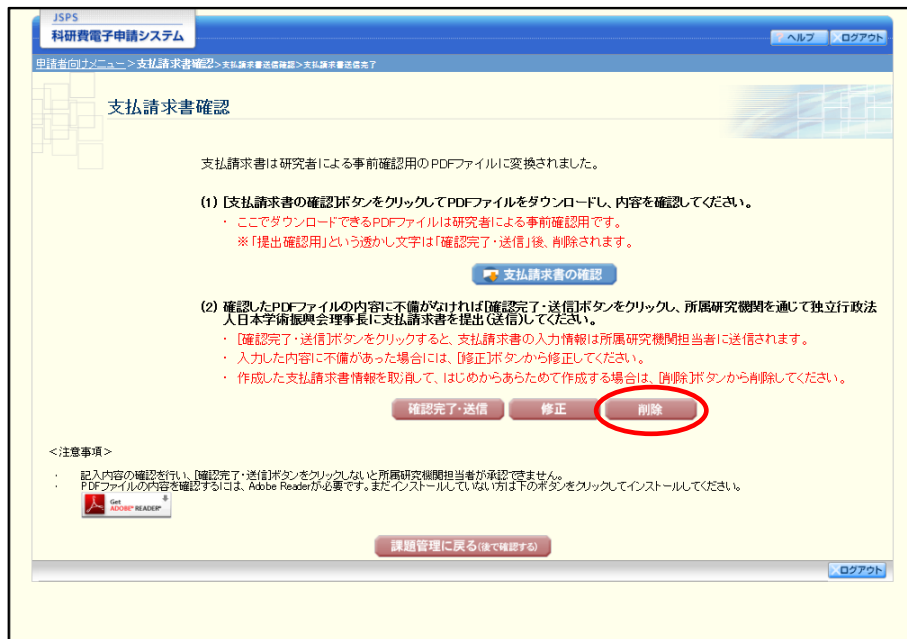 JSPS
科研費電子申請システム
? ヘルプ
×ログアウト
申請者向けメニュー>支払請求書確認>支払請求書送信確認>支払請求書送信完了
支払請求書確認
支払請求書は研究者による事前確認用のPDFファイルに変換されました。
(1) [支払請求書の確認]ボタンをクリックしてPDFファイルをダウンロードし、内容を確認してください。
・ ここでダウンロードできるPDFファイルは研究者による事前確認用です。
※「提出確認用」という透かし文字は「確認完了・送信」後、削除されます。
支払請求書の確認
(2) 確認したPDFファイルの内容に不備がなければ[確認完了・送信]ボタンをクリックし、所属研究機関を通じて独立行政法
人日本学術振興会理事長に支払請求書を提出(送信)してください。
・ [確認完了・送信]ボタンをクリックすると、支払請求書の入力情報は所属研究機関担当者に送信されます。
・ 入力した内容に不備があった場合には、[修正]ボタンから修正してください。
・ 作成した支払請求書情報を取消して、はじめからあらためて作成する場合は、[削除]ボタンから削除してください。
確認完了・送信
修正
削除
<注意事項>
・ 記入内容の確認を行い、[確認完了・送信]ボタンをクリックしないと所属研究機関担当者が承認できません。
・ PDFファイルの内容を確認するには、Adobe Readerが必要です。まだインストールしていない方は下のボタンをクリックしてインストールしてください。
Get
ADOBE® READER®
課題管理に戻る(後で確認する)
×ログアウト